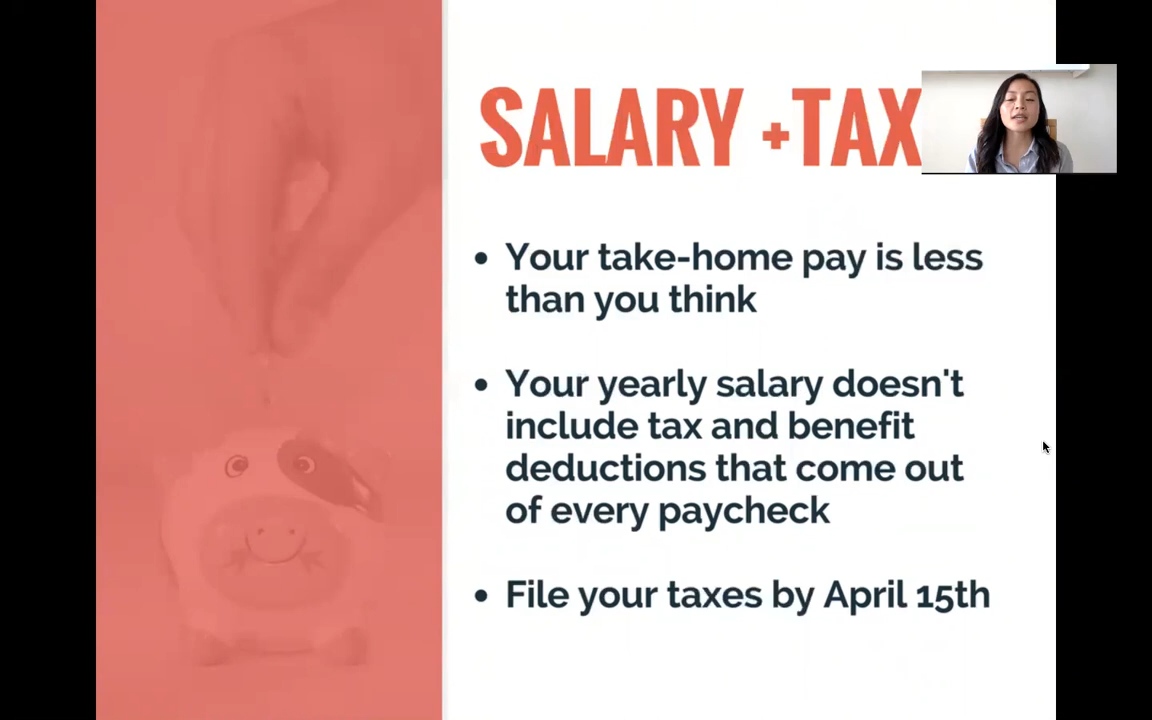 SALARY +TAX
• Your take-home pay is less
than you think
• Your yearly salary doesn't
include tax and benefit
deductions that come out
of every paycheck
• File your taxes by April 15th